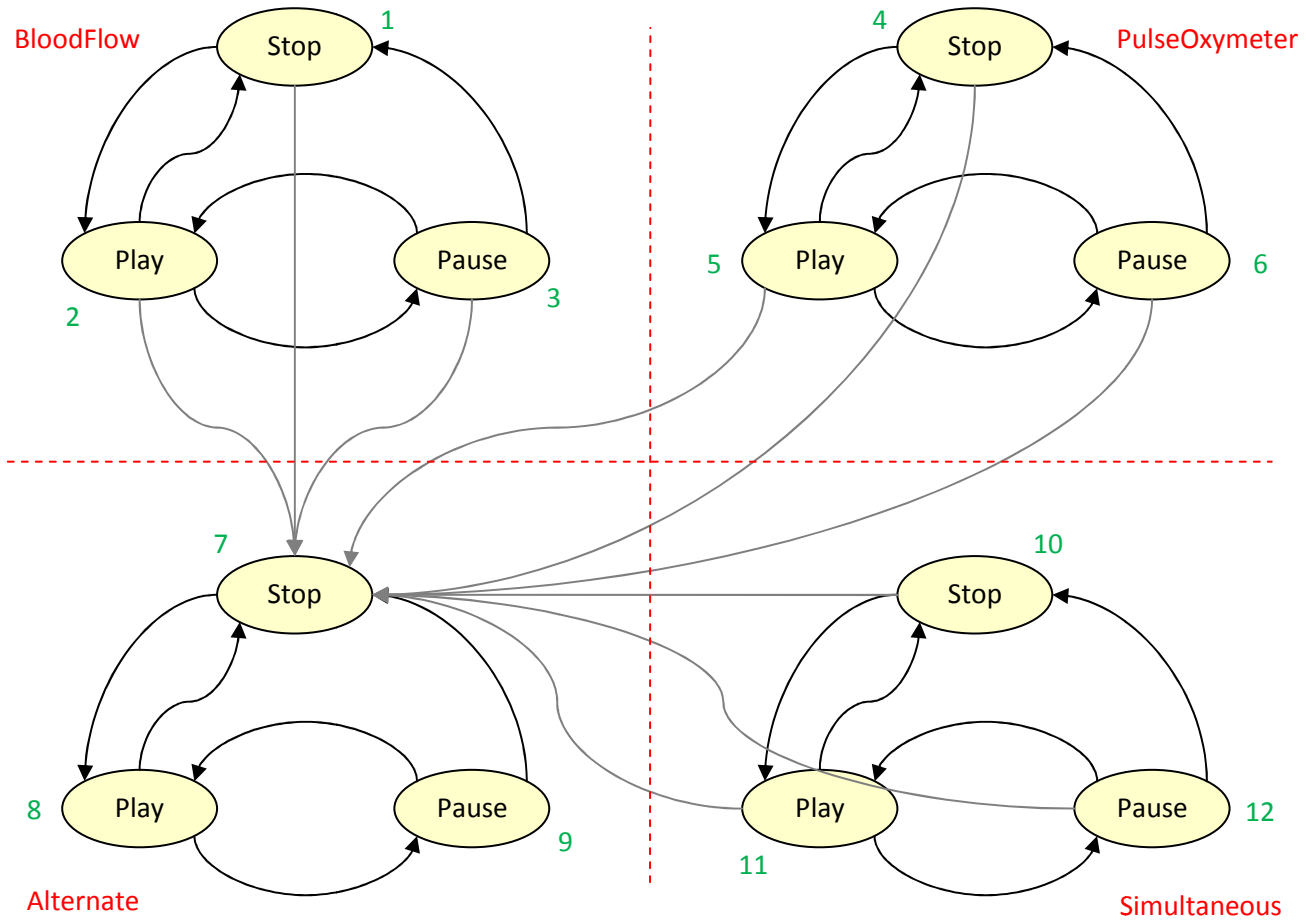 BloodFlow
1
Stop
4
Stop
PulseOxymeter
Play
2
Pause
3
5
Play
Pause
6
7
Stop
10
Stop
8
Play
Pause
9
Play
11
Pause
12
Alternate
Simultaneous